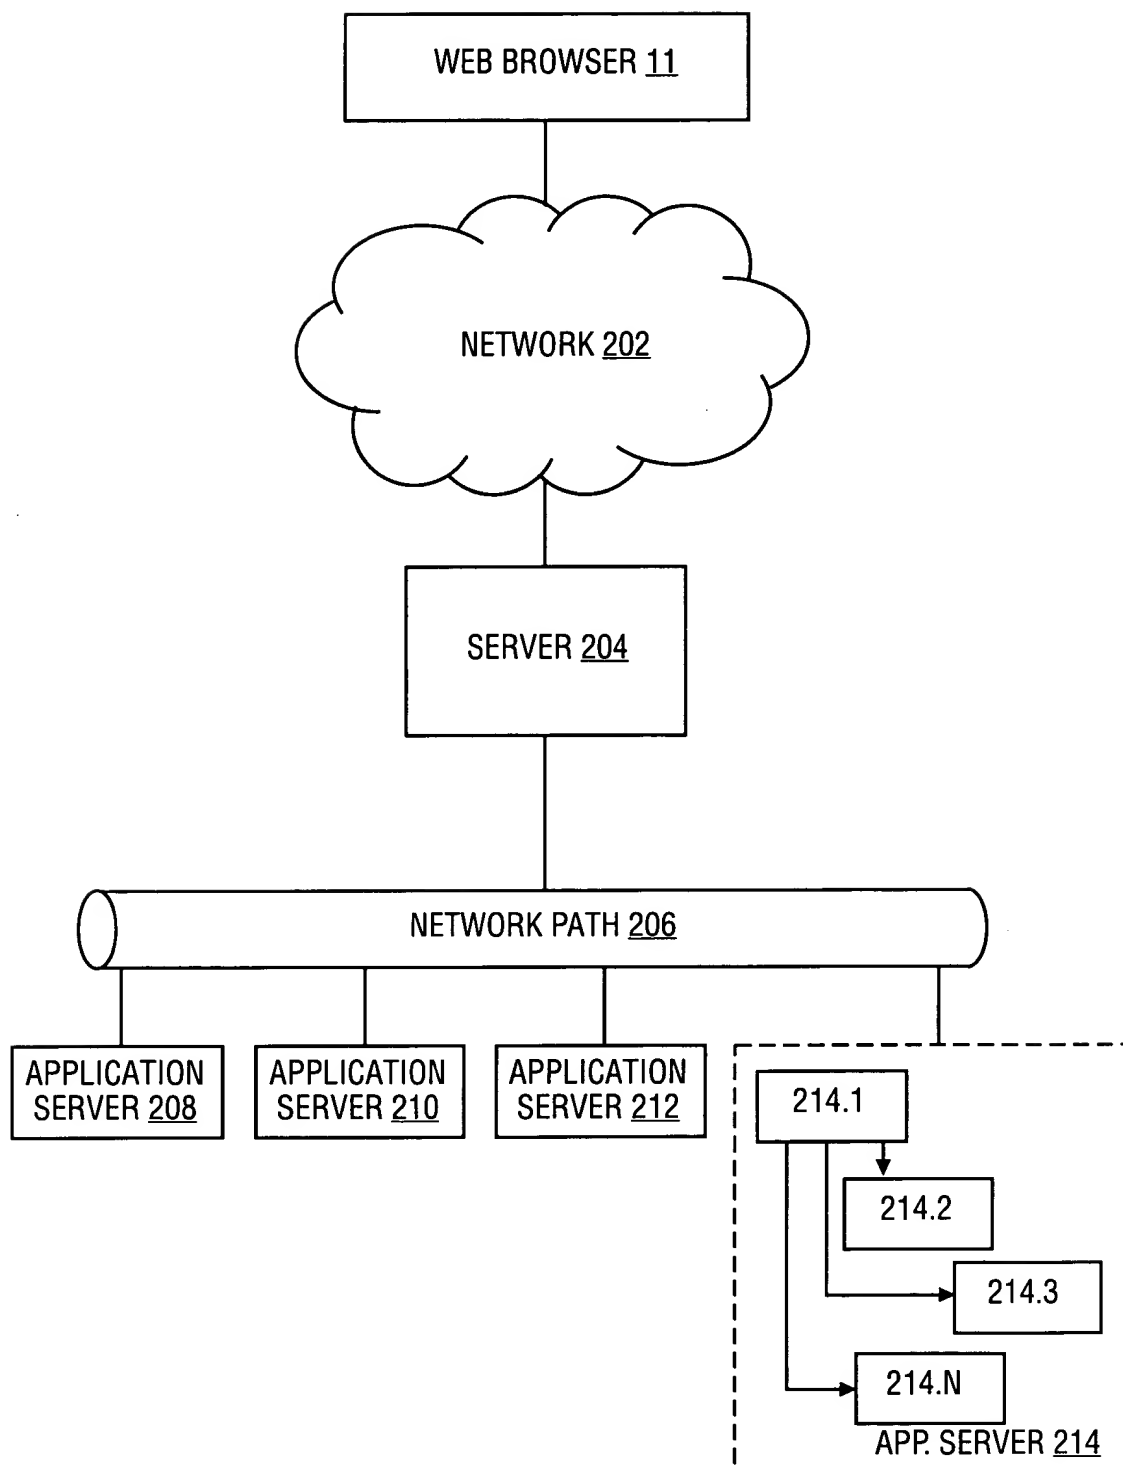 WEB BROWSER 11
NETWORK 202
SERVER 204
NETWORK PATH 206
APPLICATION
SERVER 208
APPLICATION
SERVER 210
APPLICATION
SERVER 212
214.1
214.2
214.3
214.N
APP. SERVER 214